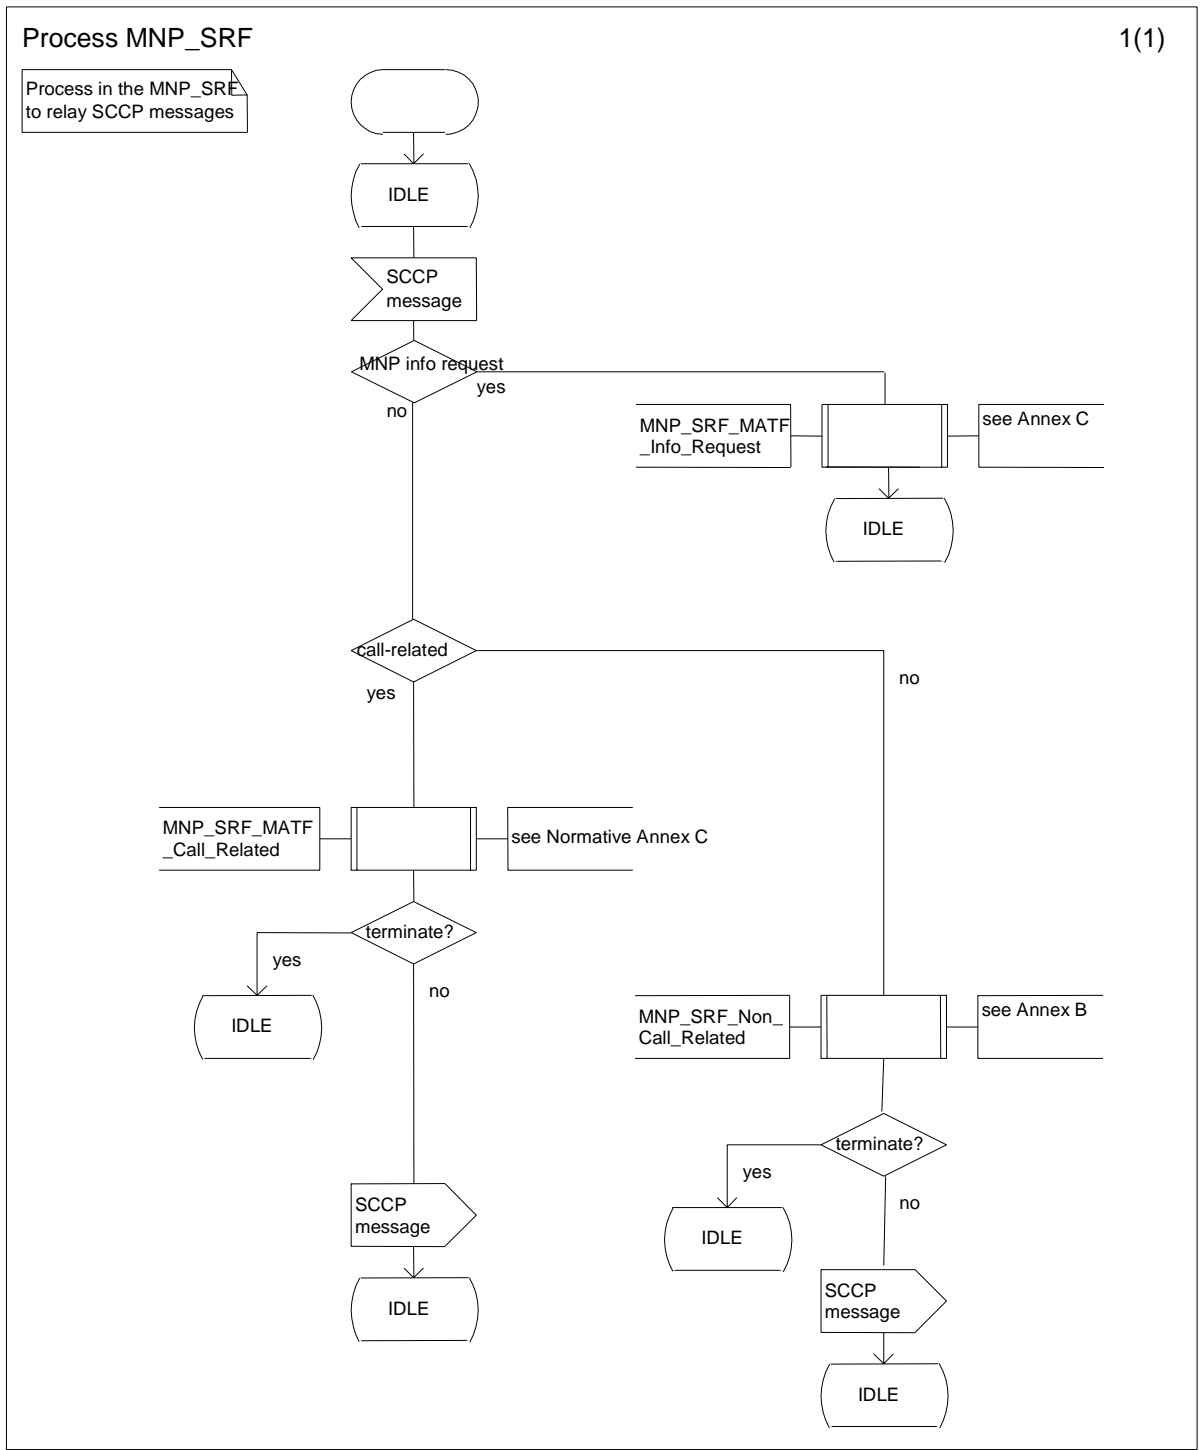 Process MNP_SRF
1(1)
Process in the MNP_SRF
to relay SCCP messages
IDLE
SCCP
message
MNP info request
yes
no
MNP_SRF_MATF
_Info_Request
see Annex C
IDLE
call-related
no
yes
MNP_SRF_MATF
_Call_Related
see Normative Annex C
terminate?
yes
no
IDLE
MNP_SRF_Non_
Call_Related
see Annex B
terminate?
yes
no
SCCP
message
IDLE
IDLE
SCCP
message
IDLE